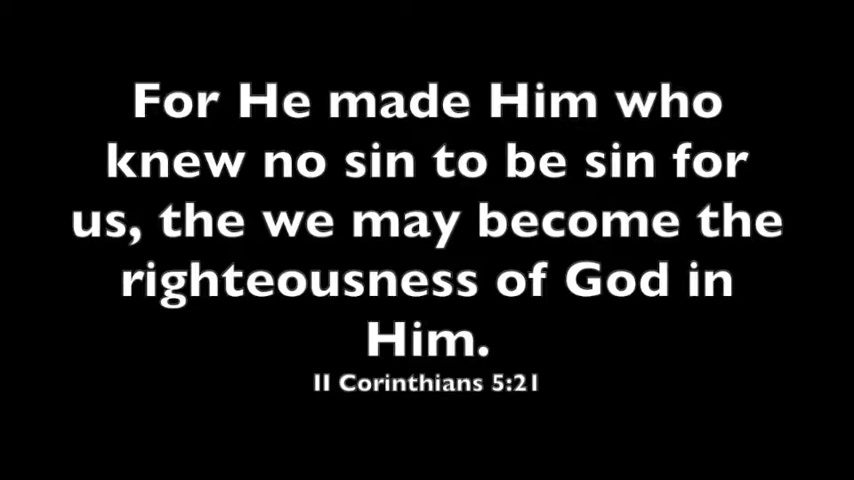 For He made Him who
knew no sin to be sin for
us, the we may become the
righteousness of God in
Him.
II Corinthians 5:21